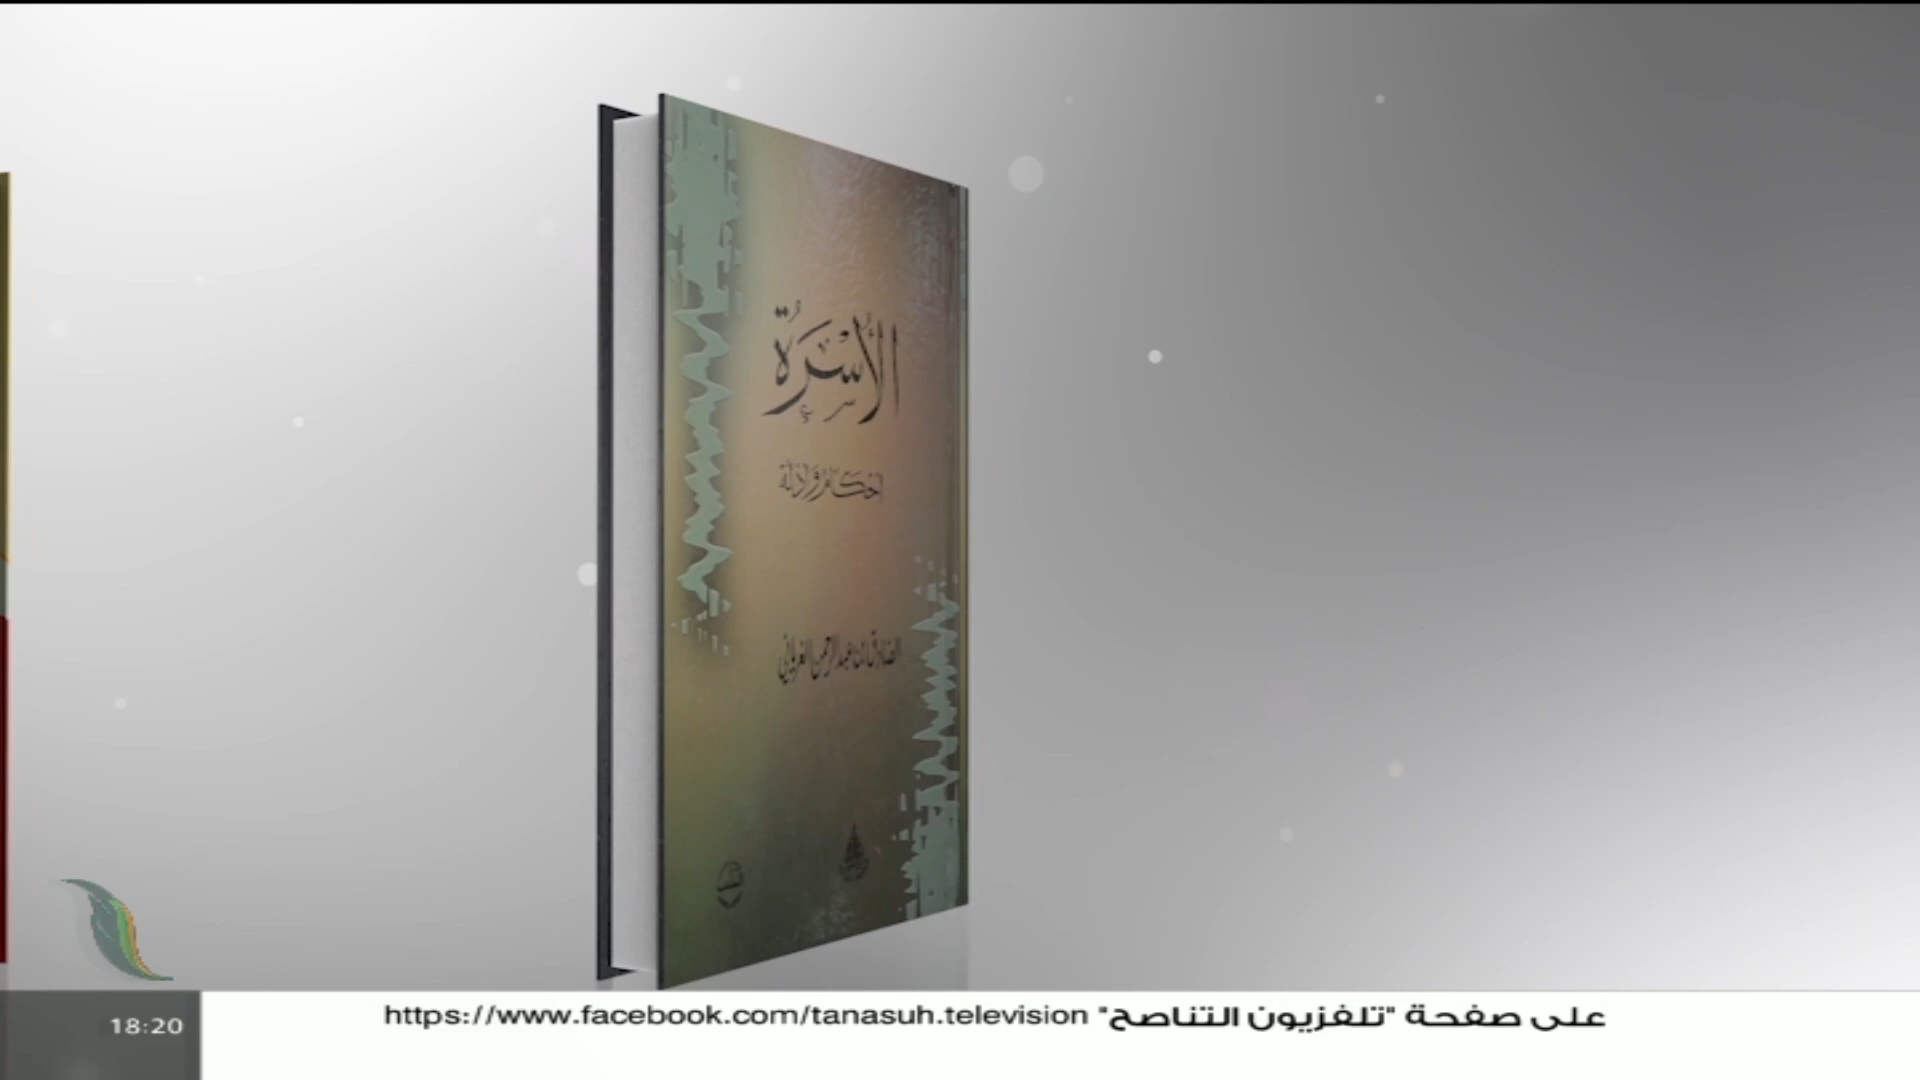 الأُسْرَةُ
أحكام وأدلة
الصادق بن عبد الرحمن الغرياني
على صفحة "تلفزيون التناصح" https://www.facebook.com/tanasuh.television
18:20